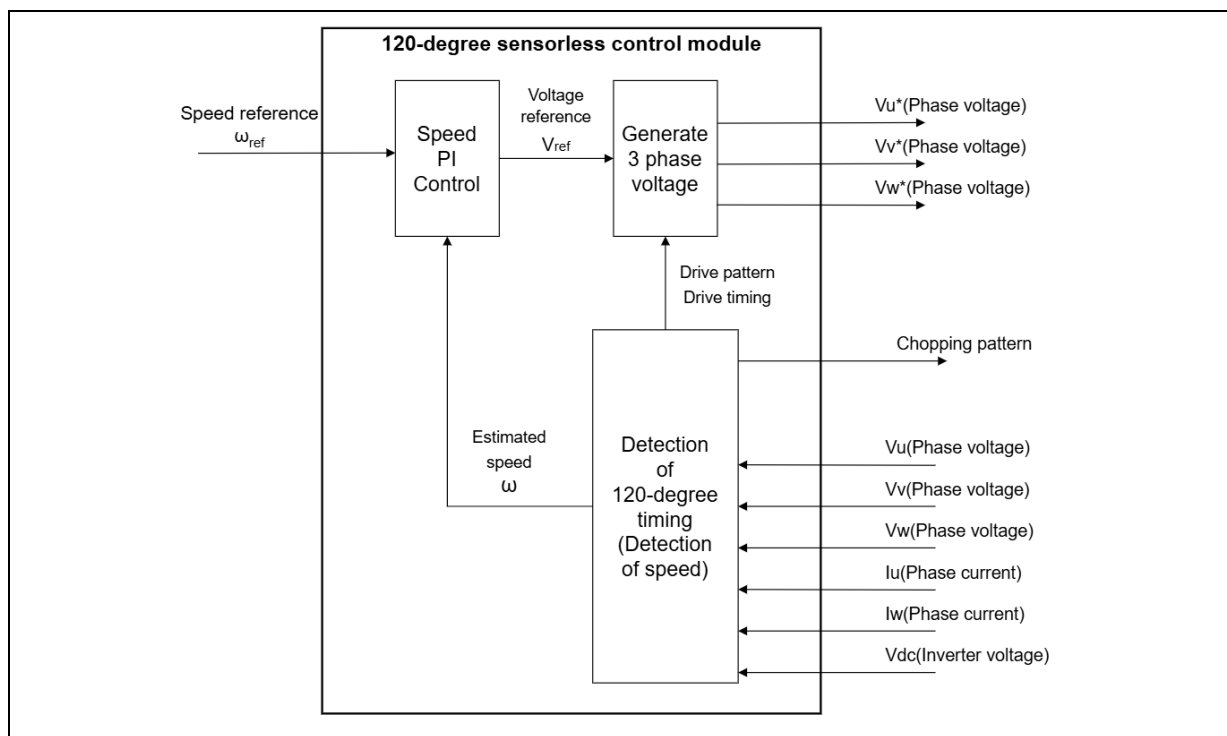 120-degree sensorless control module
Speed reference
ωref
Speed
PI
Control
Voltage
reference
Vref
Generate
3 phase
voltage
Vu*(Phase voltage)
Vv*(Phase voltage)
Vw*(Phase voltage)
Drive pattern
Drive timing
Chopping pattern
Estimated
speed
ω
Detection
of
120-degree
timing
(Detection
of speed)
Vu(Phase voltage)
Vv(Phase voltage)
Vw(Phase voltage)
Iu(Phase current)
Iw(Phase current)
Vdc(Inverter voltage)